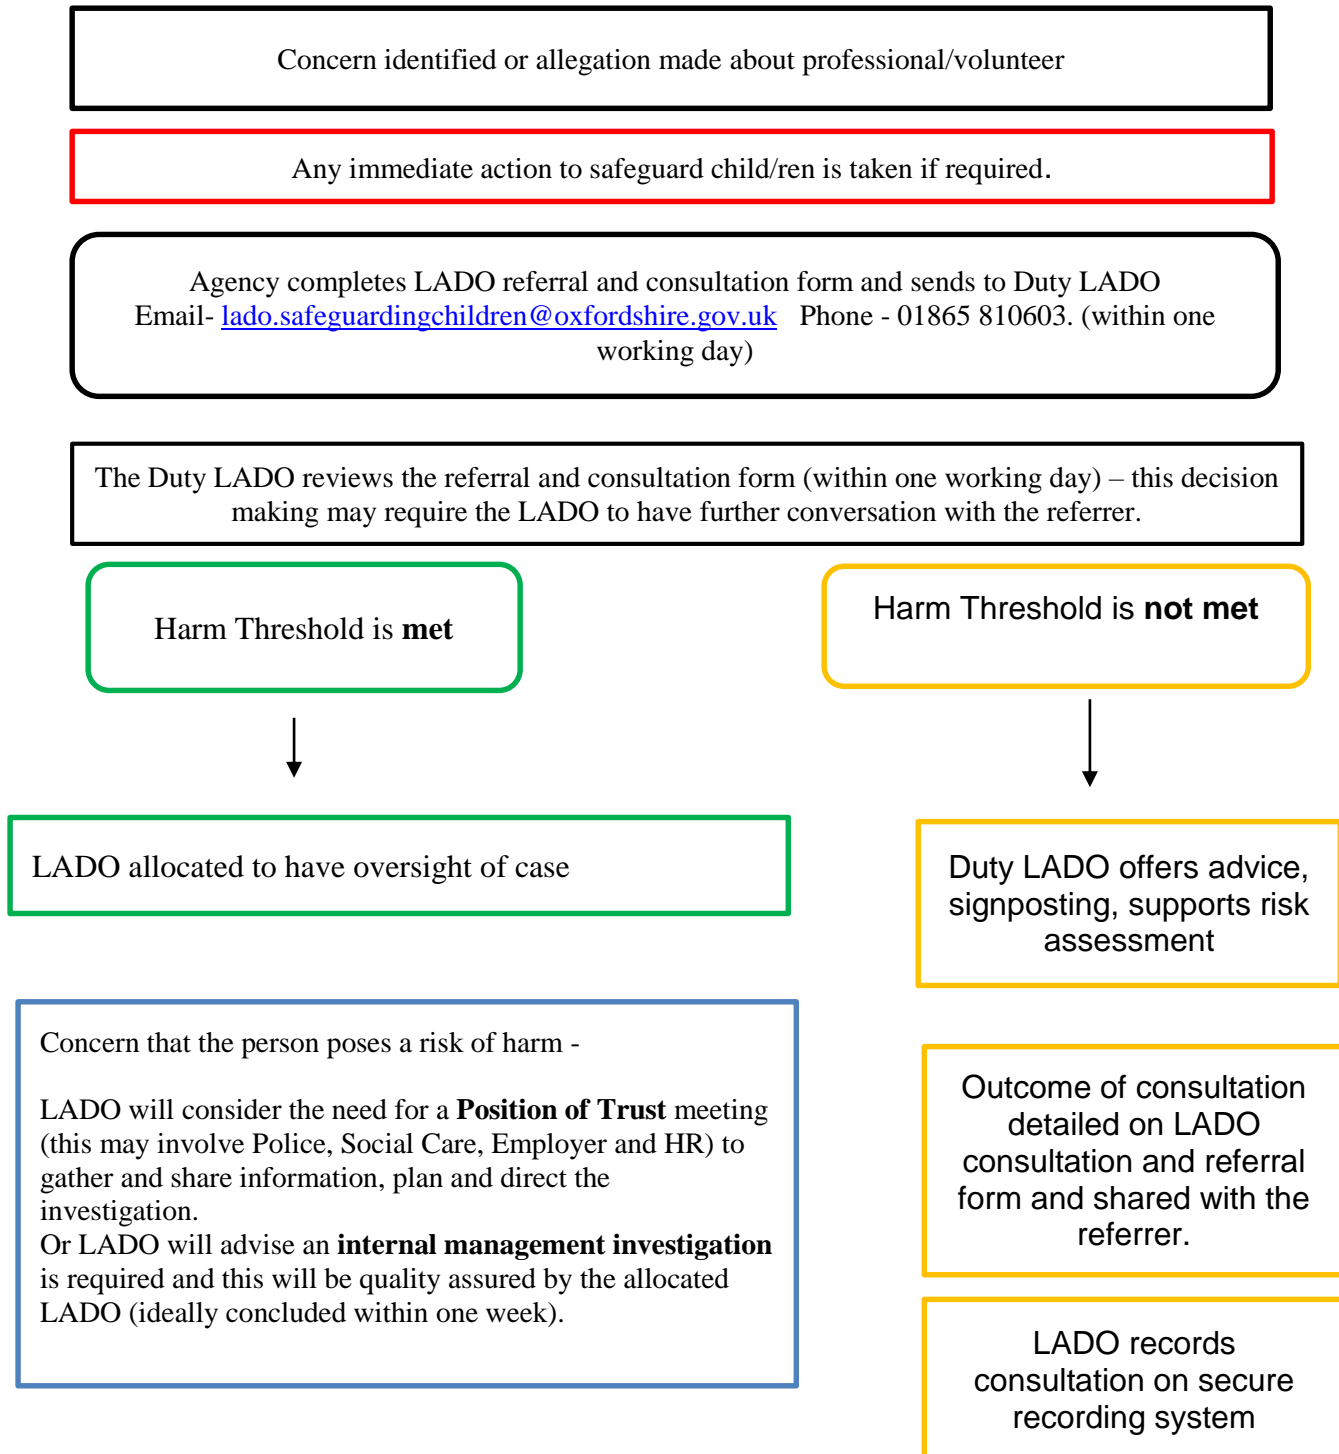 Concern identified or allegation made about professional/volunteer
Any immediate action to safeguard child/ren is taken if required.
Agency completes LADO referral and consultation form and sends to Duty LADO
Email- lado.safeguardingchildren@oxfordshire.gov.uk   Phone - 01865 810603. (within one
working day)
The Duty LADO reviews the referral and consultation form (within one working day) – this decision
making may require the LADO to have further conversation with the referrer.
Harm Threshold is met
Harm Threshold is not met
LADO allocated to have oversight of case
Concern that the person poses a risk of harm -
LADO will consider the need for a Position of Trust meeting
(this may involve Police, Social Care, Employer and HR) to
gather and share information, plan and direct the
investigation.
Or LADO will advise an internal management investigation
is required and this will be quality assured by the allocated
LADO (ideally concluded within one week).
Duty LADO offers advice,
signposting, supports risk
assessment
Outcome of consultation
detailed on LADO
consultation and referral
form and shared with the
referrer.
LADO records
consultation on secure
recording system